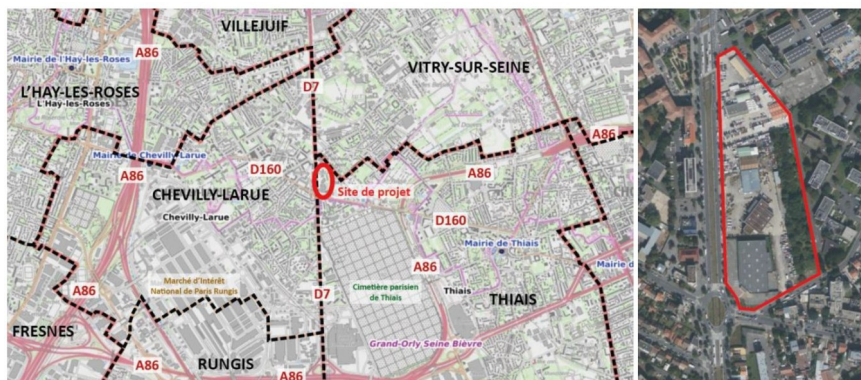 VILLEJUIF
A86
Mairie de l'Hay-les-Roses
VITRY-SUR-SEINE
L'HAY-LES-ROSES
L'Hay-les-Roses
D7
A86
Mairie de Chevilly-Larue
D160
A86
A86
CHEVILLY-LARUE
Site de projet
Chevilly-Larue
D160
Mairie de Thiais
A86
Marché d'Intérêt
National de Paris Rungis
Cimetière parisien
de Thiais
A86
D7
Thiais
THIAIS
FRESNES
Grand-Orly Seine Bièvre
RUNGIS
A86
A86